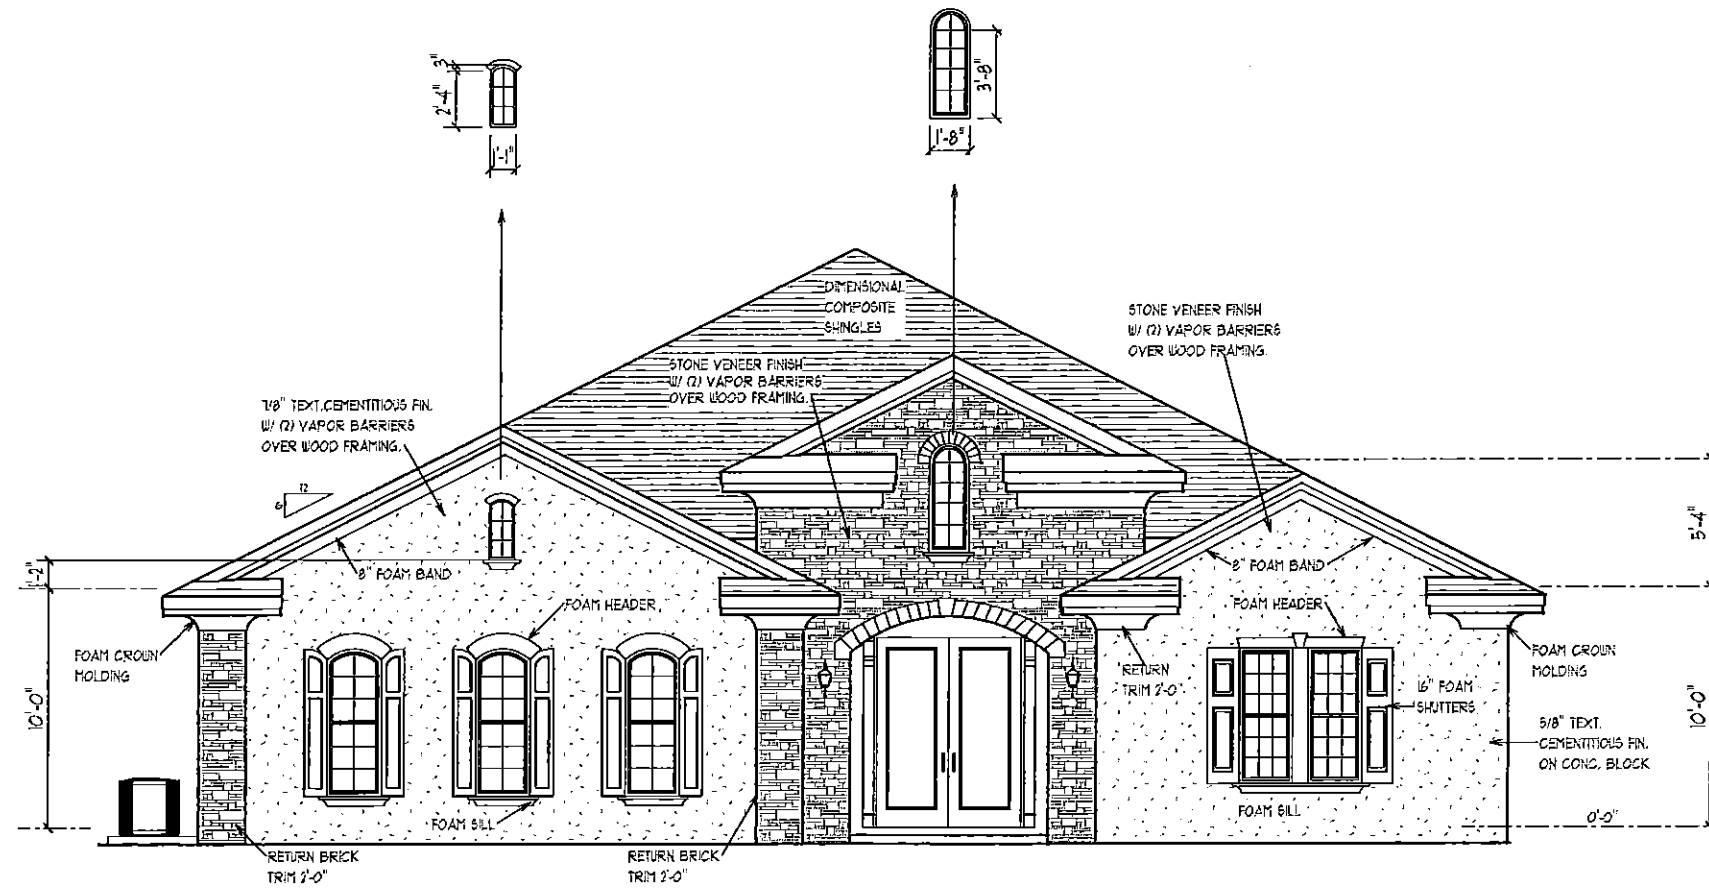 3"
2'-4"
1'-1"
3'-8"
1'-8"
DIMENSIONAL
COMPOSITE
SHINGLES
STONE VENEER FINISH
W/ (2) VAPOR BARRIERS
OVER WOOD FRAMING.
STONE VENEER FINISH
W/ (2) VAPOR BARRIERS
OVER WOOD FRAMING.
7/8" TEXT.CEMENTITIOUS FIN.
W/ (2) VAPOR BARRIERS
OVER WOOD FRAMING.
12
6
8" FOAM BAND
8" FOAM BAND
1'-2"
5'-4"
FOAM HEADER
FOAM HEADER
FOAM CROWN
MOLDING
RETURN
TRIM 2'-0"
FOAM CROWN
MOLDING
16" FOAM
SHUTTERS
10'-0"
10'-0"
5/8" TEXT.
CEMENTITIOUS FIN.
ON CONC. BLOCK
FOAM SILL
FOAM SILL
0'-0"
RETURN BRICK
TRIM 2'-0"
RETURN BRICK
TRIM 2'-0"